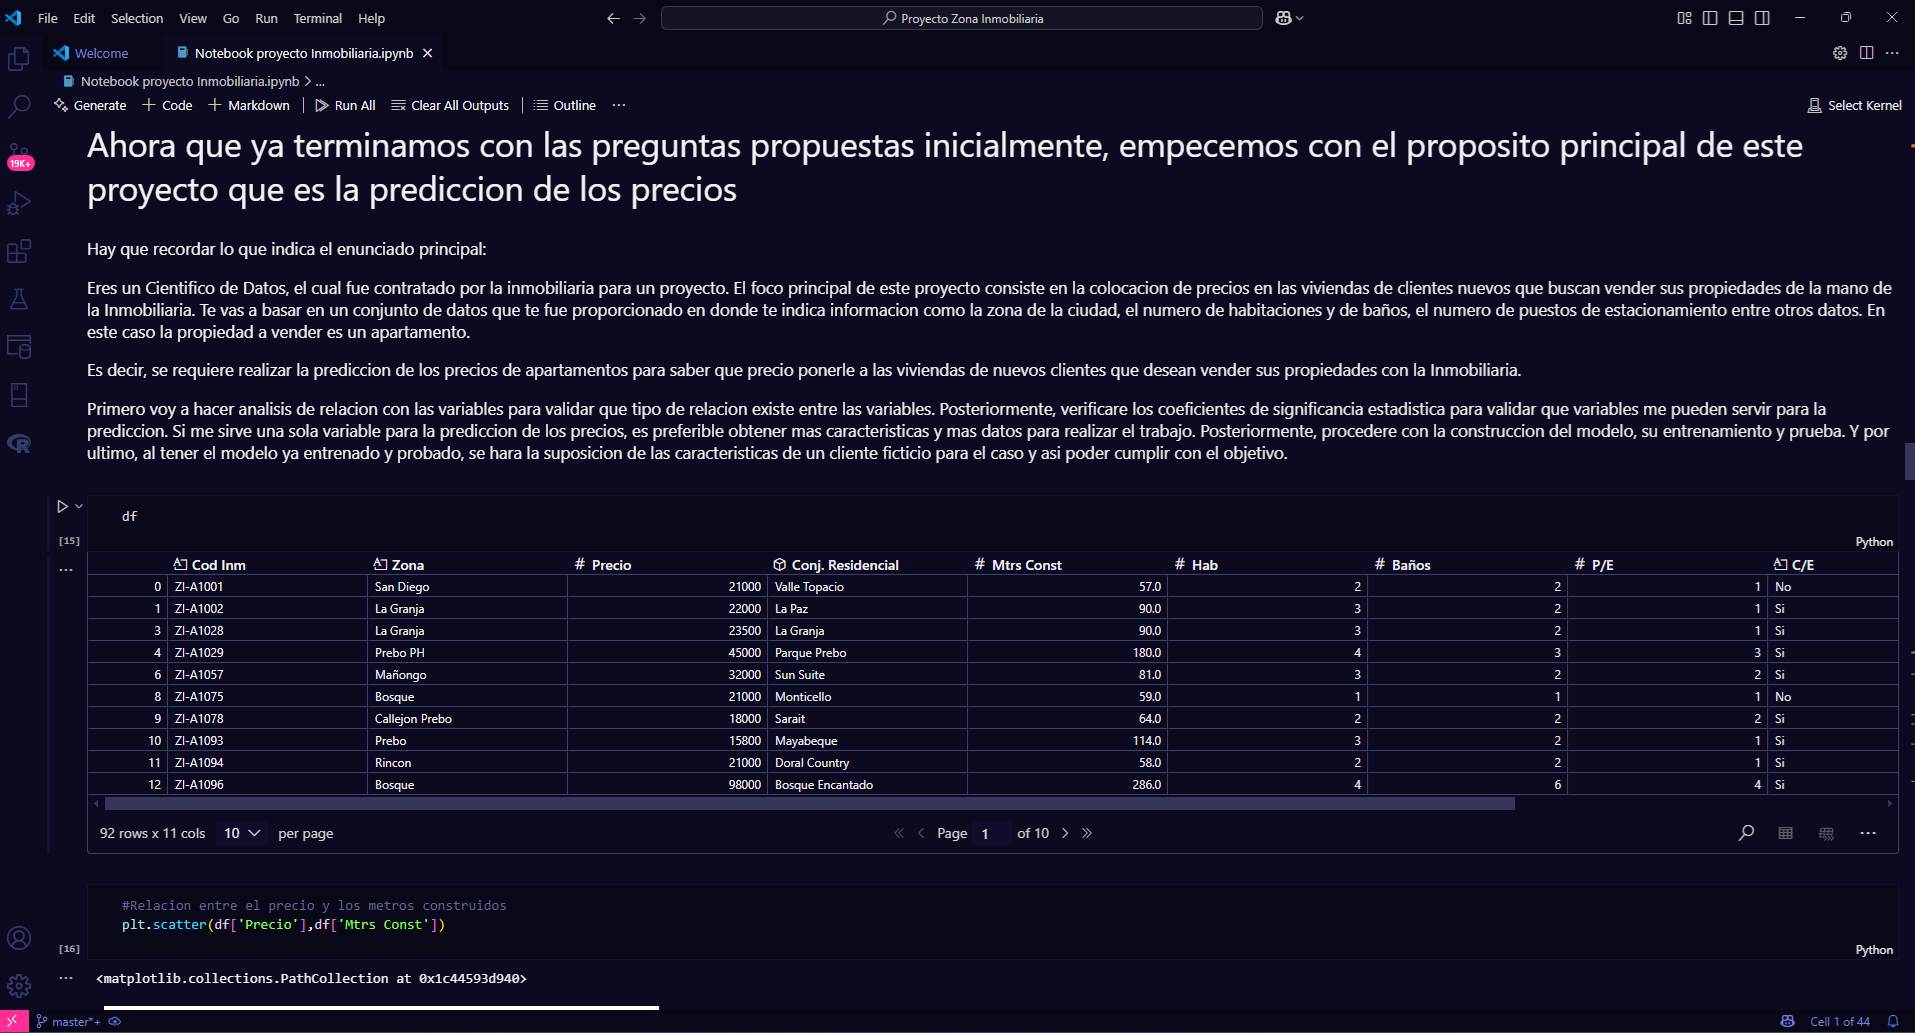 File Edit Selection View Go Run Terminal Help
Proyecto Zona Inmobiliaria
Welcome
Notebook proyecto Inmobiliaria.ipynb
Notebook proyecto Inmobiliaria.ipynb > ...
Generate + Code + Markdown Run All Clear All Outputs Outline ...
Select Kernel
19K+
Ahora que ya terminamos con las preguntas propuestas inicialmente, empecemos con el proposito principal de este
proyecto que es la prediccion de los precios
Hay que recordar lo que indica el enunciado principal:
Eres un Cientifico de Datos, el cual fue contratado por la inmobiliaria para un proyecto. El foco principal de este proyecto consiste en la colocacion de precios en las viviendas de clientes nuevos que buscan vender sus propiedades de la mano de
la Inmobiliaria. Te vas a basar en un conjunto de datos que te fue proporcionado en donde te indica informacion como la zona de la ciudad, el numero de habitaciones y de baños, el numero de puestos de estacionamiento entre otros datos. En
este caso la propiedad a vender es un apartamento.
Es decir, se requiere realizar la prediccion de los precios de apartamentos para saber que precio ponerle a las viviendas de nuevos clientes que desean vender sus propiedades con la Inmobiliaria.
Primero voy a hacer analisis de relacion con las variables para validar que tipo de relacion existe entre las variables. Posteriormente, verificare los coeficientes de significancia estadistica para validar que variables me pueden servir para la
prediccion. Si me sirve una sola variable para la prediccion de los precios, es preferible obtener mas caracteristicas y mas datos para realizar el trabajo. Posteriormente, procedere con la construccion del modelo, su entrenamiento y prueba. Y por
ultimo, al tener el modelo ya entrenado y probado, se hara la suposicion de las caracteristicas de un cliente ficticio para el caso y asi poder cumplir con el objetivo.
df
[15]
Python
Cod Inm Zona # Precio Conj. Residencial # Mtrs Const # Hab # Baños # P/E C/E
0 ZI-A1001 San Diego 21000 Valle Topacio 57.0 2 2 1 No
1 ZI-A1002 La Granja 22000 La Paz 90.0 3 2 1 Si
3 ZI-A1028 La Granja 23500 La Granja 90.0 3 2 1 Si
4 ZI-A1029 Prebo PH 45000 Parque Prebo 180.0 4 3 3 Si
6 ZI-A1057 Mañongo 32000 Sun Suite 81.0 3 2 2 Si
8 ZI-A1075 Bosque 21000 Monticello 59.0 1 1 1 No
9 ZI-A1078 Callejon Prebo 18000 Sarait 64.0 2 2 2 Si
10 ZI-A1093 Prebo 15800 Mayabeque 114.0 3 2 1 Si
11 ZI-A1094 Rincon 21000 Doral Country 58.0 2 2 1 Si
12 ZI-A1096 Bosque 98000 Bosque Encantado 286.0 4 6 4 Si
92 rows x 11 cols 10 per page
Page 1 of 10
#Relacion entre el precio y los metros construidos
plt.scatter(df['Precio'],df['Mtrs Const'])
[16]
Python
<matplotlib.collections.PathCollection at 0x1c44593d940>
master*+
Cell 1 of 44